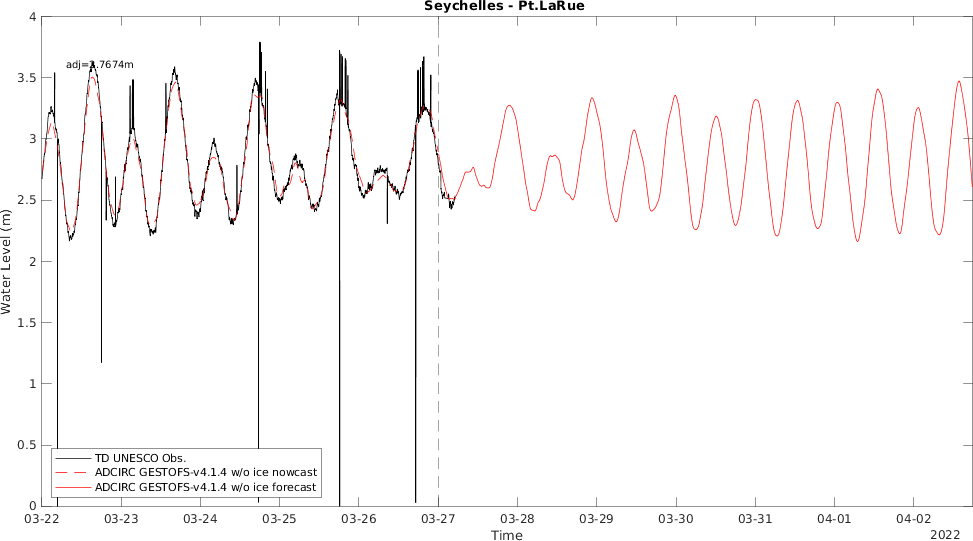 Seychelles - Pt.LaRue
4
3.5
3
2.5
2
1.5
1
0.5
0
Water Level (m)
TD UNESCO Obs.
ADCIRC GESTOFS-v4.1.4 w/o ice nowcast
ADCIRC GESTOFS-v4.1.4 w/o ice forecast
03-22 03-23 03-24 03-25 03-26 03-27 03-28 03-29 03-30 03-31 04-01 04-02
Time
2022